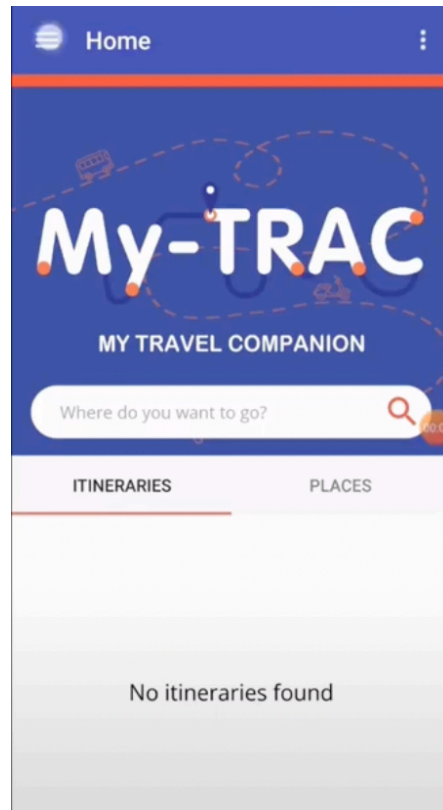 Home
My-TRAC
MY TRAVEL COMPANION
Where do you want to go?
ITINERARIES
PLACES
No itineraries found